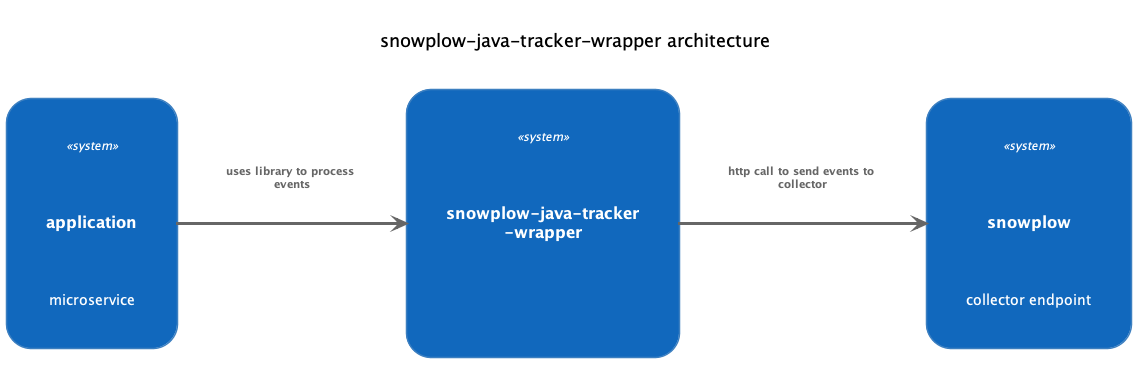 snowplow-java-tracker-wrapper architecture
«system»
application
microservice
uses library to process
events
«system»
snowplow-java-tracker
-wrapper
http call to send events to
collector
«system»
snowplow
collector endpoint